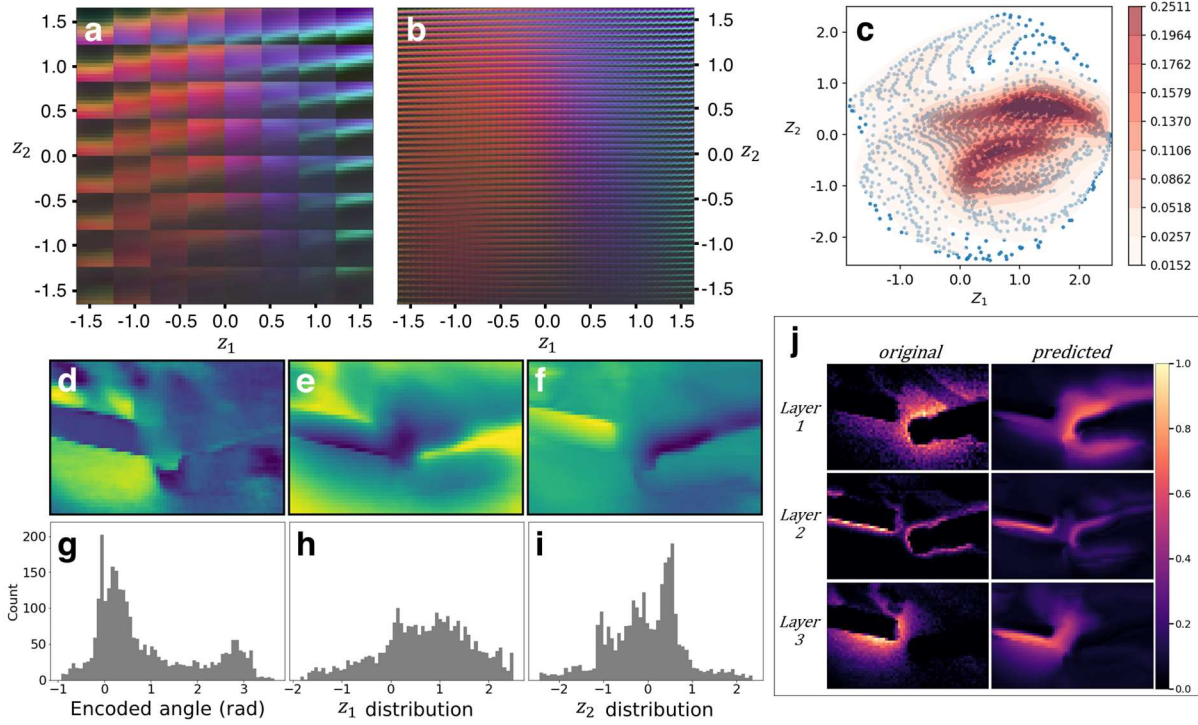 a
1.5
1.0
0.5
0.0
-0.5
-1.0
-1.5
z2
-1.5 -1.0 -0.5 0.0 0.5 1.0 1.5
z1
b
1.5
1.0
0.5
0.0
-0.5
-1.0
-1.5
z2
-1.5 -1.0 -0.5 0.0 0.5 1.0 1.5
z1
c
2.0
1.0
0.0
-1.0
-2.0
Z2
-1.0 0.0 1.0 2.0
Z1
0.2511
0.1964
0.1610
0.1370
0.1106
0.0862
0.0518
0.0257
0.0152
d
e
f
g
200
150
100
50
0
Count
-1 0 1 2 3
Encoded angle (rad)
h
-2 -1 0 1 2
z1 distribution
i
-2 -1 0 1 2
z2 distribution
j
original predicted
Layer
1
Layer
2
Layer
3
1.0
0.8
0.6
0.4
0.2
0.0